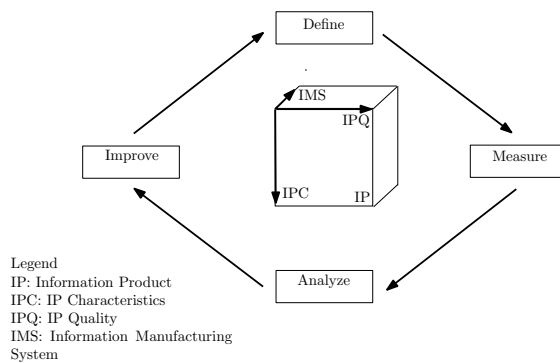 Define
IMS
IPQ
Improve
Measure
IPC
IP
Analyze
Legend
IP: Information Product
IPC: IP Characteristics
IPQ: IP Quality
IMS: Information Manufacturing
System